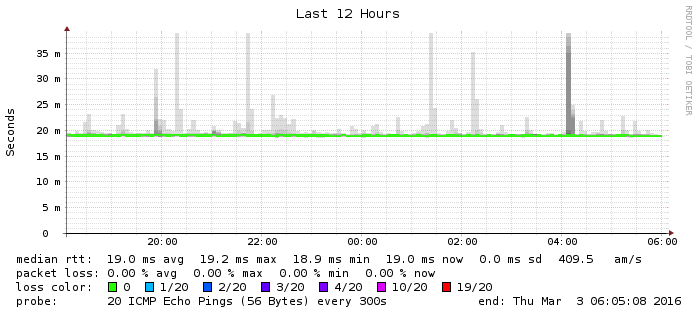 Last 12 Hours
RRDTOOL / TOBI OETIKER
Seconds
35 m
30 m
25 m
20 m
15 m
10 m
5 m
0
20:00 22:00 00:00 02:00 04:00 06:00
median rtt: 19.0 ms avg 19.2 ms max 18.9 ms min 19.0 ms now 0.0 ms sd 409.5 am/s
packet loss: 0.00 % avg 0.00 % max 0.00 % min 0.00 % now
loss color: 0 1/20 2/20 3/20 4/20 10/20 19/20
probe: 20 ICMP Echo Pings (56 Bytes) every 300s end: Thu Mar 3 06:05:08 2016